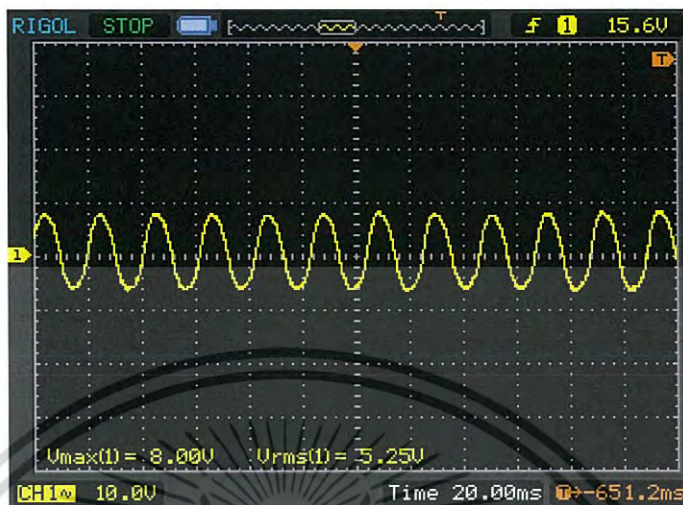 RIGOL STOP T 1 15.6V
T
1
Vmax(1)= 8.00V Vrms(1)= 5.25V
CH1~ 10.0V Time 20.00ms T→-651.2ms